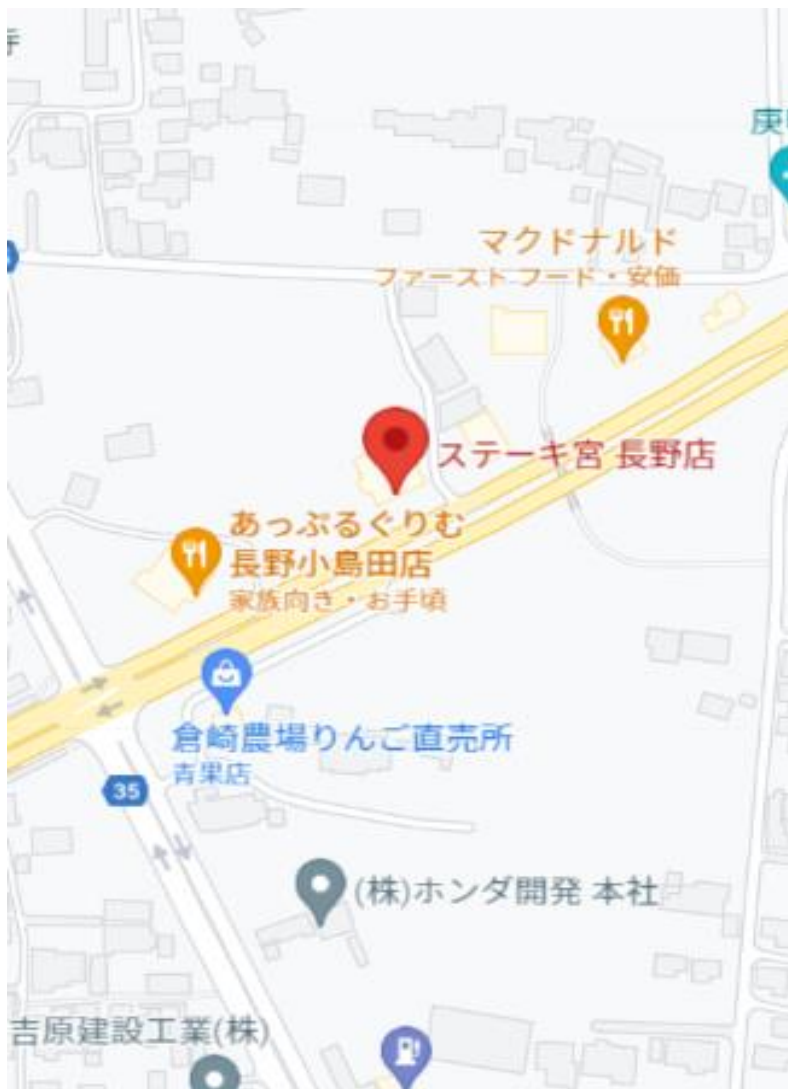 寺
マクドナルド
ファーストフード・安価
ステーキ宮 長野店
あっぷるぐりむ
長野小島田店
家族向き・お手頃
倉崎農場りんご直売所
青果店
35
(株)ホンダ開発 本社
吉原建設工業(株)